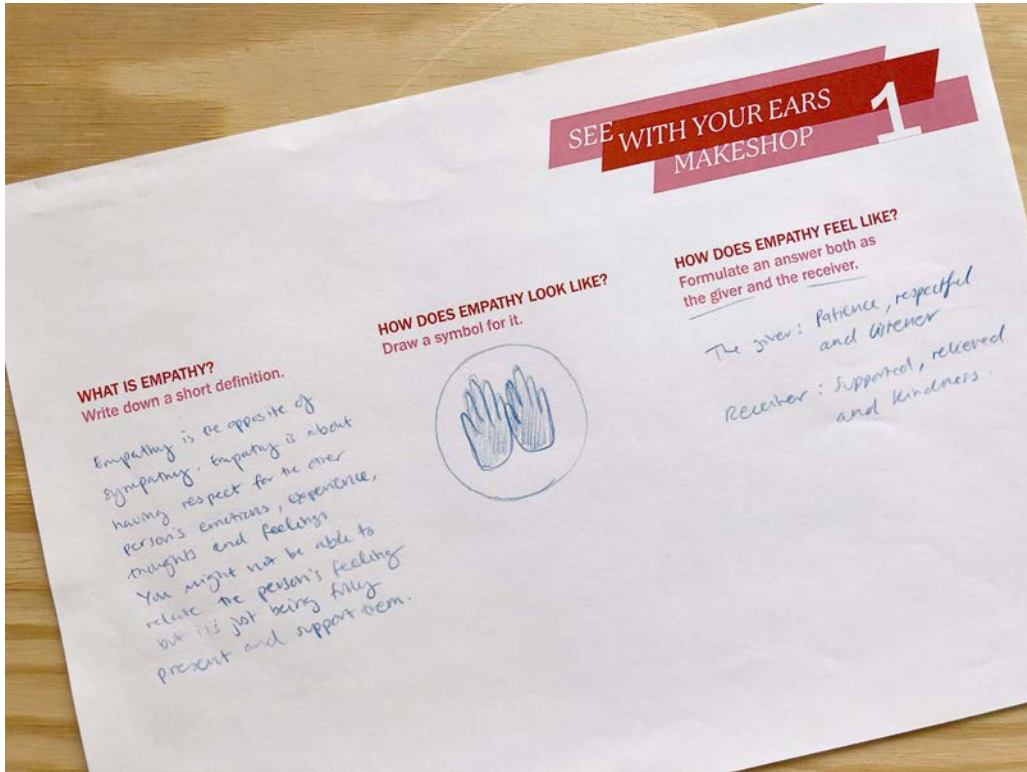 SEE WITH YOUR EARS
MAKESHOP
1
WHAT IS EMPATHY?
Write down a short definition.
Empathy is the opposite of
sympathy. Empathy is about
having respect for the other
person's emotions, experience,
thoughts and feelings
You might not be able to
relate the person's feeling
but it's just being fully
present and support them.
HOW DOES EMPATHY LOOK LIKE?
Draw a symbol for it.
HOW DOES EMPATHY FEEL LIKE?
Formulate an answer both as
the giver and the receiver.
The giver: Patience, respectful
and listener
Receiver: Supported, relieved
and kindness.